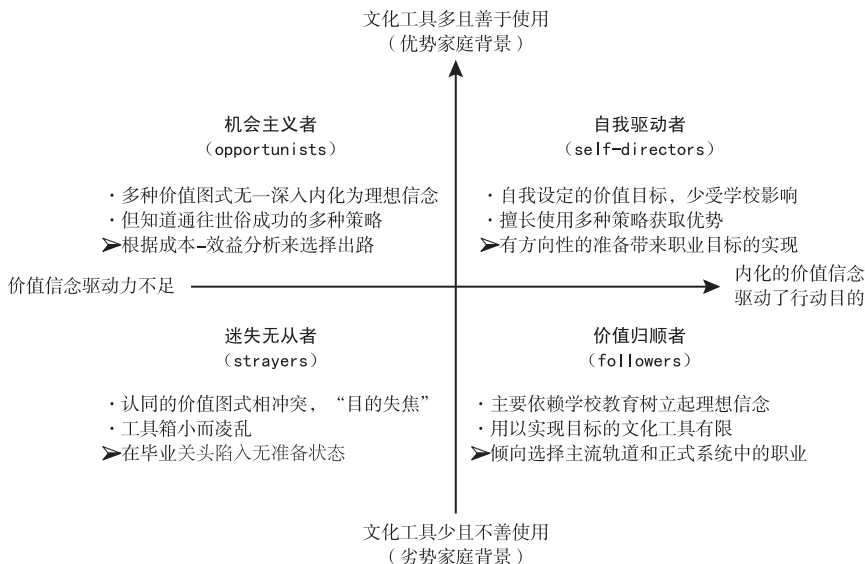 文化工具多且善于使用
（优势家庭背景）
机会主义者
（opportunists）
·多种价值图式无一深入内化为理想信念
·但知道通往世俗成功的多种策略
➤根据成本-效益分析来选择出路
自我驱动者
（self-directors）
·自我设定的价值目标，少受学校影响
·擅长使用多种策略获取优势
➤有方向性的准备带来职业目标的实现
价值信念驱动力不足
内化的价值信念
驱动了行动目的
迷失无从者
（strayers）
·认同的价值图式相冲突，“目的失焦”
·工具箱小而凌乱
➤在毕业关头陷入无准备状态
价值归顺者
（followers）
·主要依赖学校教育树立起理想信念
·用以实现目标的文化工具有限
➤倾向选择主流轨道和正式系统中的职业
文化工具少且不善使用
（劣势家庭背景）